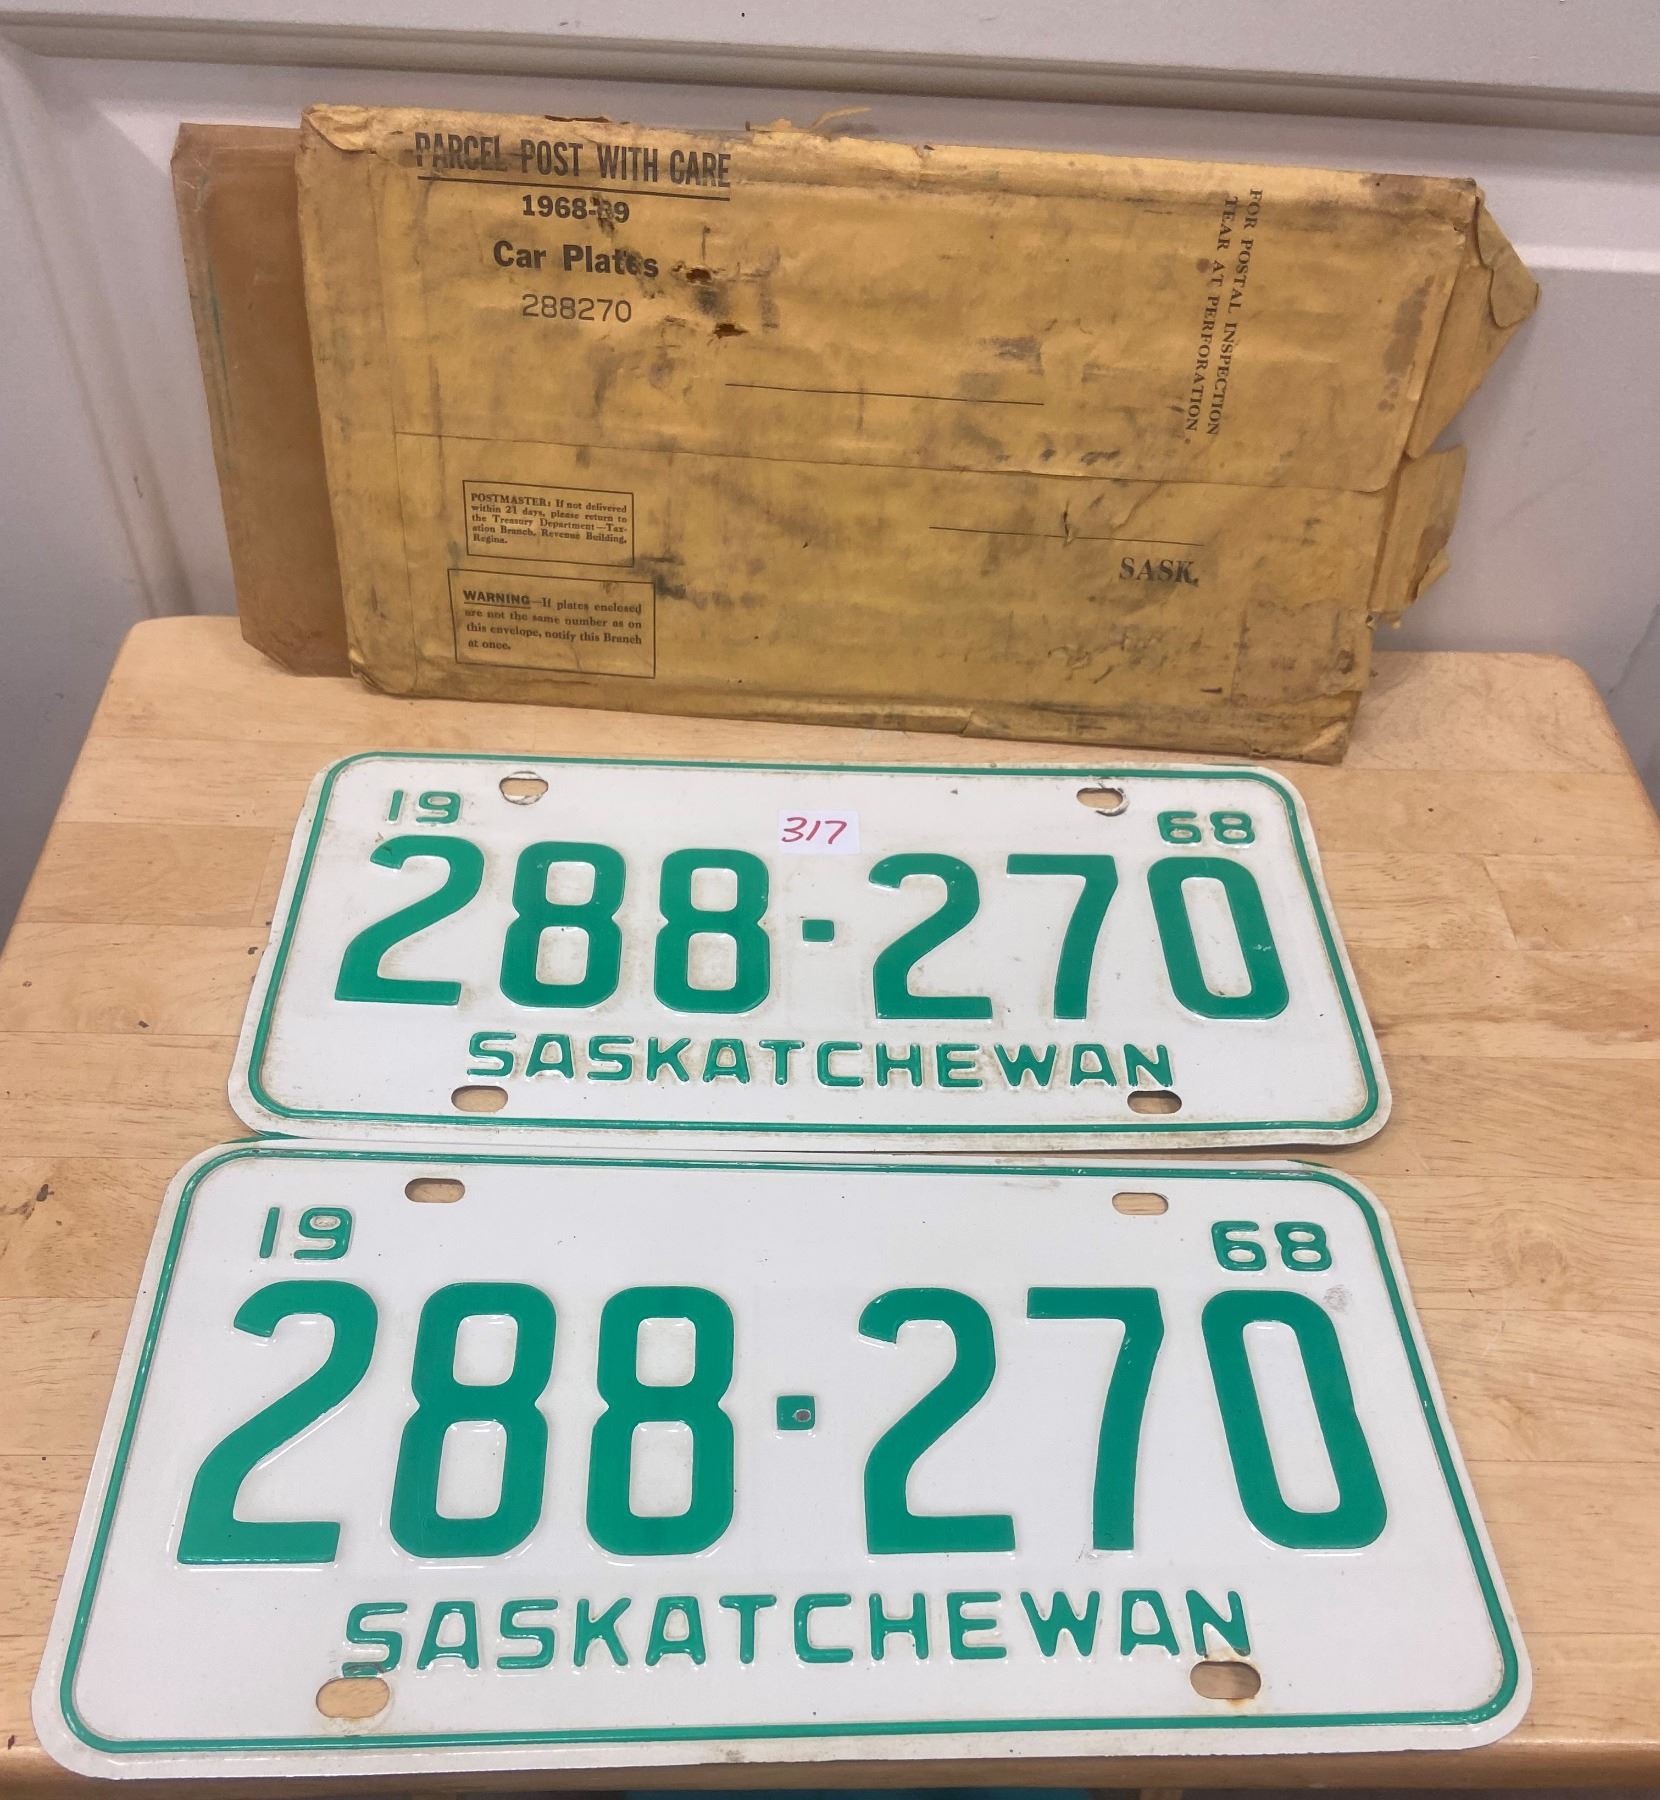 PARCEL POST WITH CARE
1968-69
Car Plates
288270
FOR POSTAL INSPECTION
TEAR AT PERFORATION
POSTMASTER: If not delivered
within 21 days, please return to
the Treasury Department—Tax-
ation Branch, Revenue Building,
Regina.
WARNING—If plates enclosed
are not the same number as on
this envelope, notify this Branch
at once.
SASK.
19 68
317
288·270
SASKATCHEWAN
19 68
288·270
SASKATCHEWAN